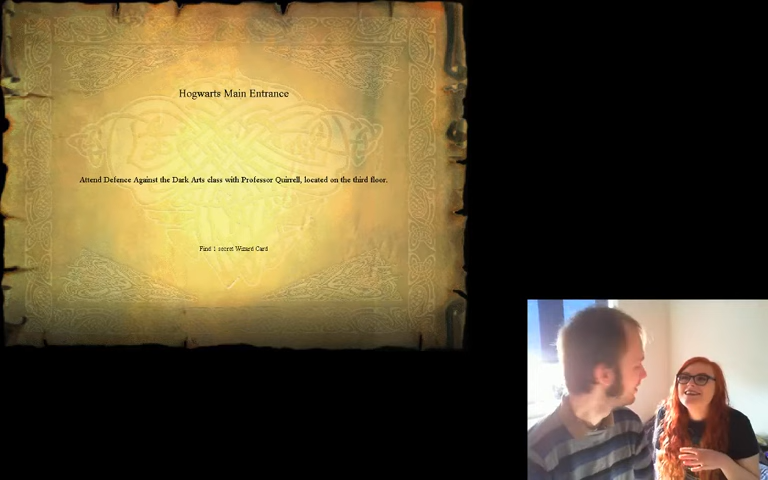 Hogwarts Main Entrance
Attend Defence Against the Dark Arts class with Professor Quirrell, located on the third floor.
Find 1 secret Wizard Card